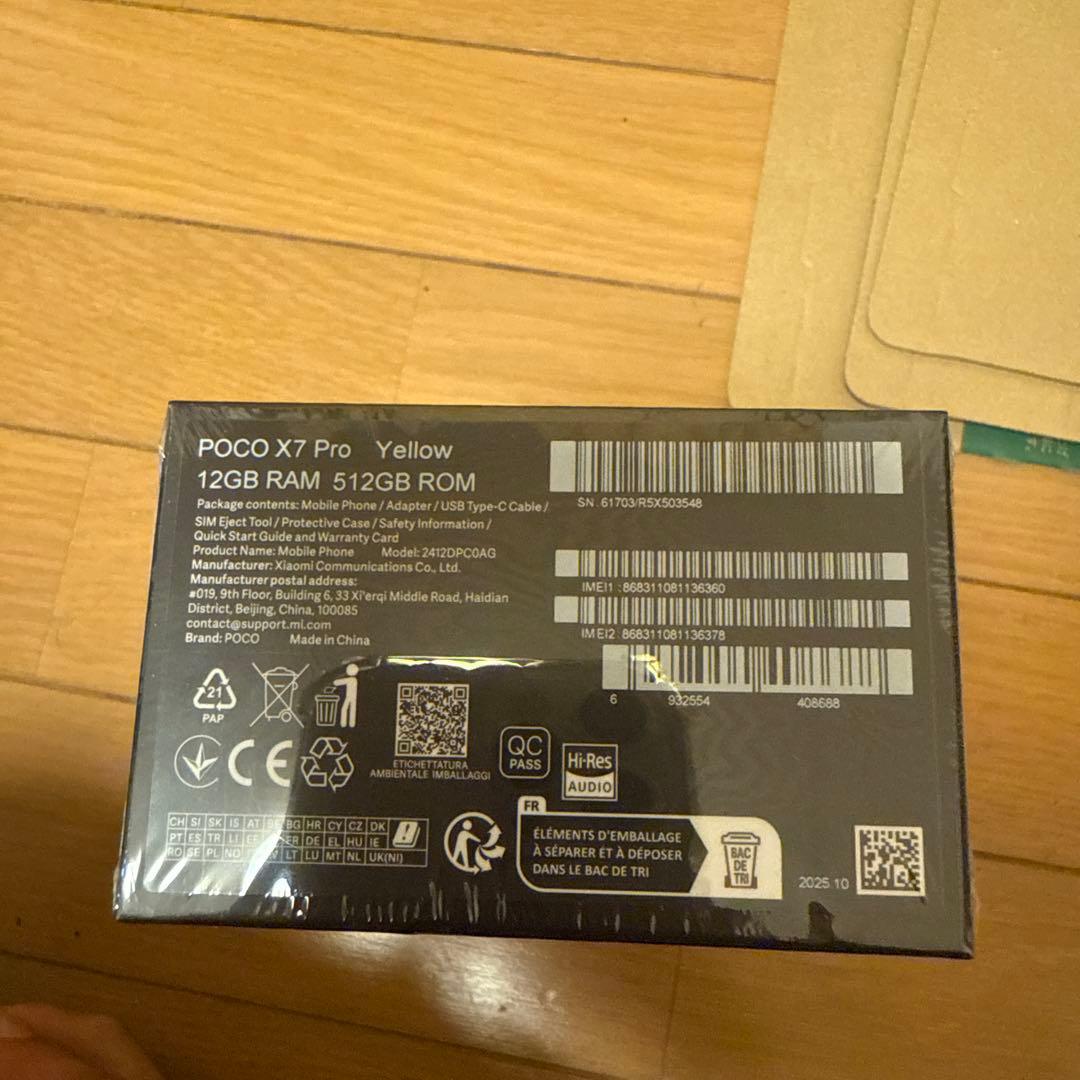 POCO X7 Pro Yellow
12GB RAM 512GB ROM
Package contents: Mobile Phone / Adapter / USB Type-C Cable /
SIM Eject Tool / Protective Case / Safety Information /
Quick Start Guide and Warranty Card
Product Name: Mobile Phone Model: 2412DPC0AG
Manufacturer: Xiaomi Communications Co., Ltd.
Manufacturer postal address:
#019, 9th Floor, Building 6, 33 Xi'erqi Middle Road, Haidian
District, Beijing, China, 100085
contact@support.mi.com
Brand: POCO Made in China
SN: 61703/R5X503548
IMEI1 :868311081136360
IMEI2 :868311081136378
6 932554 408688
21
PAP
CE
ETICHETTATURA
AMBIENTALE IMBALLAGGI
QC
PASS
Hi-Res
AUDIO
CH SI SK IS AT BE BG HR CY CZ DK
PT ES TR LI EE FR DE EL HU IE
RO SE PL NO LV LT LU MT NL UK(NI)
FR
ÉLÉMENTS D'EMBALLAGE
À SÉPARER ET À DÉPOSER
DANS LE BAC DE TRI
BAC
DE
TRI
2025.10